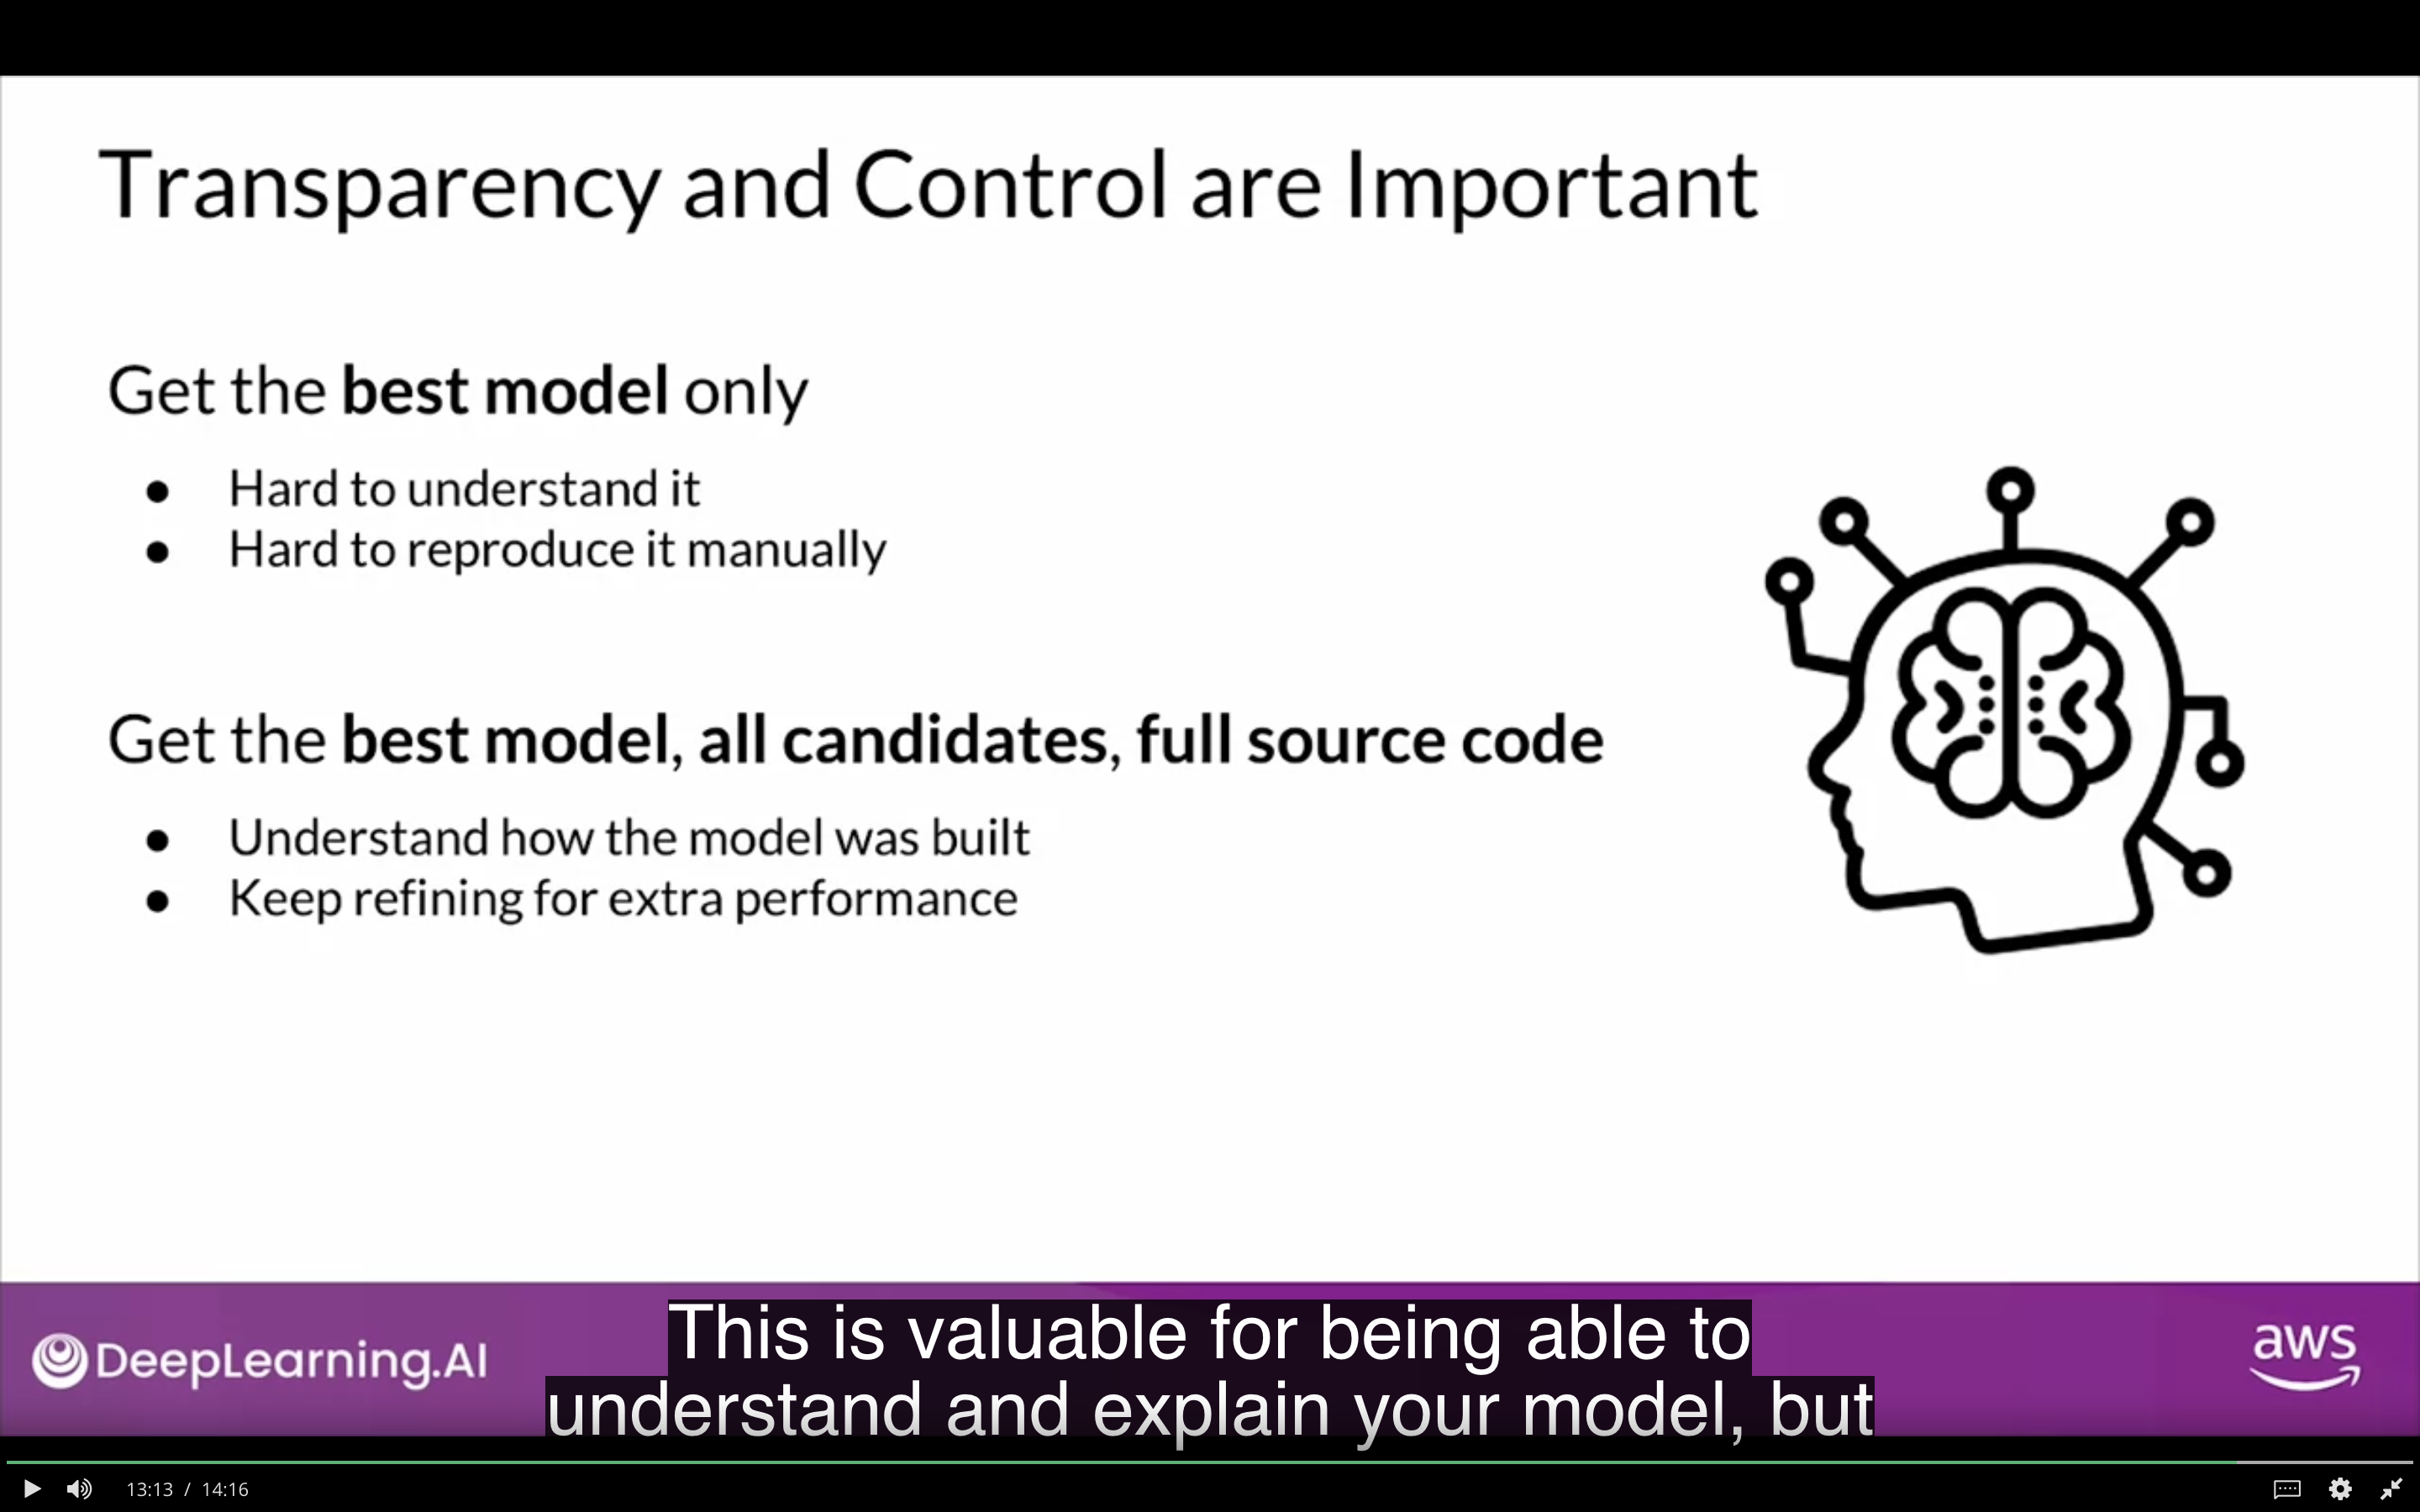 Transparency and Control are Important
Get the best model only
● Hard to understand it
● Hard to reproduce it manually
Get the best model, all candidates, full source code
● Understand how the model was built
● Keep refining for extra performance
DeepLearning.AI
This is valuable for being able to
understand and explain your model, but
aws
13:13 / 14:16